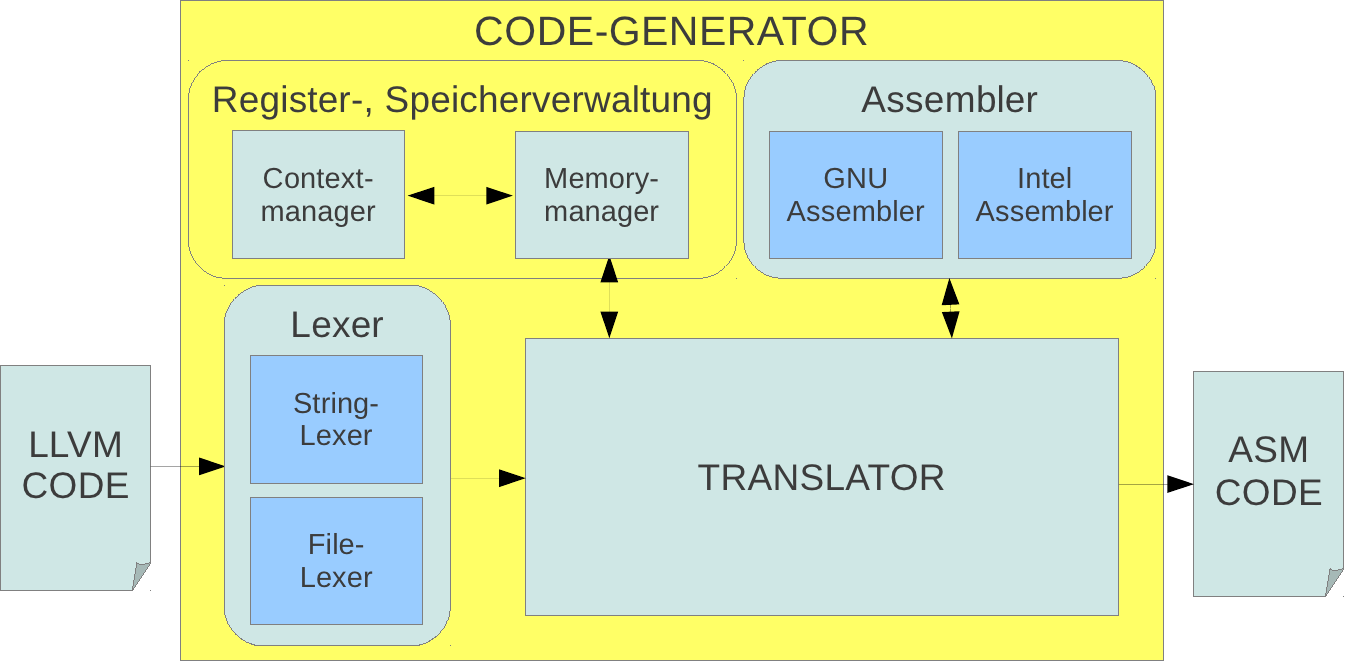 CODE-GENERATOR
Register-, Speicherverwaltung
Context-
manager
Memory-
manager
Assembler
GNU
Assembler
Intel
Assembler
Lexer
String-
Lexer
File-
Lexer
LLVM
CODE
TRANSLATOR
ASM
CODE